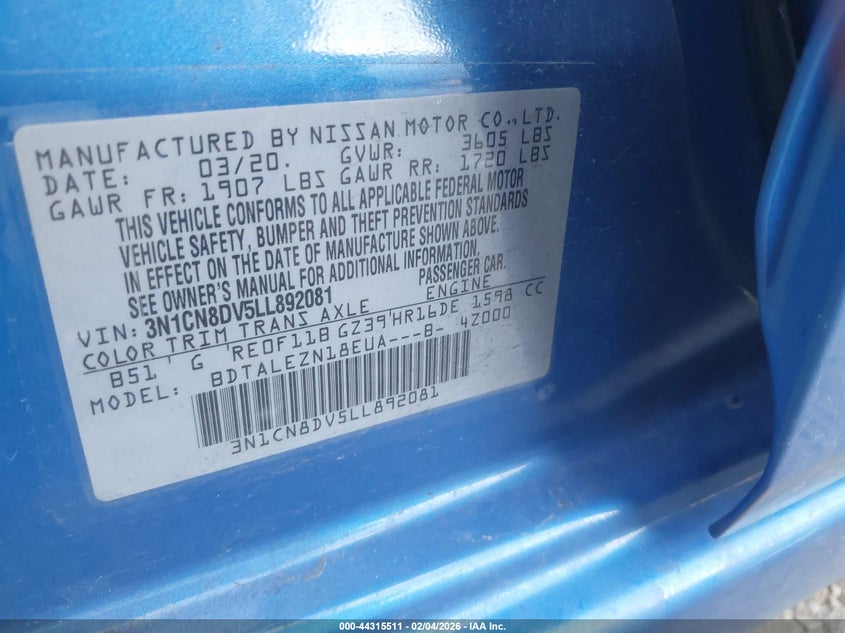 MANUFACTURED BY NISSAN MOTOR CO., LTD.
DATE: 03/20. GVWR: 3605 LBS
GAWR FR: 1907 LBS GAWR RR: 1720 LBS
THIS VEHICLE CONFORMS TO ALL APPLICABLE FEDERAL MOTOR
VEHICLE SAFETY, BUMPER AND THEFT PREVENTION STANDARDS
IN EFFECT ON THE DATE OF MANUFACTURE SHOWN ABOVE.
SEE OWNER'S MANUAL FOR ADDITIONAL INFORMATION.
VIN: 3N1CN8DV5LL892081 PASSENGER CAR.
COLOR TRIM TRANS AXLE ENGINE
B51 G RE0F11B GZ39 HR16DE 1598 CC
MODEL: BDTALEZN18EUA---B- 4Z000
3N1CN8DV5LL892081
000-44315511 - 02/04/2026 - IAA Inc.